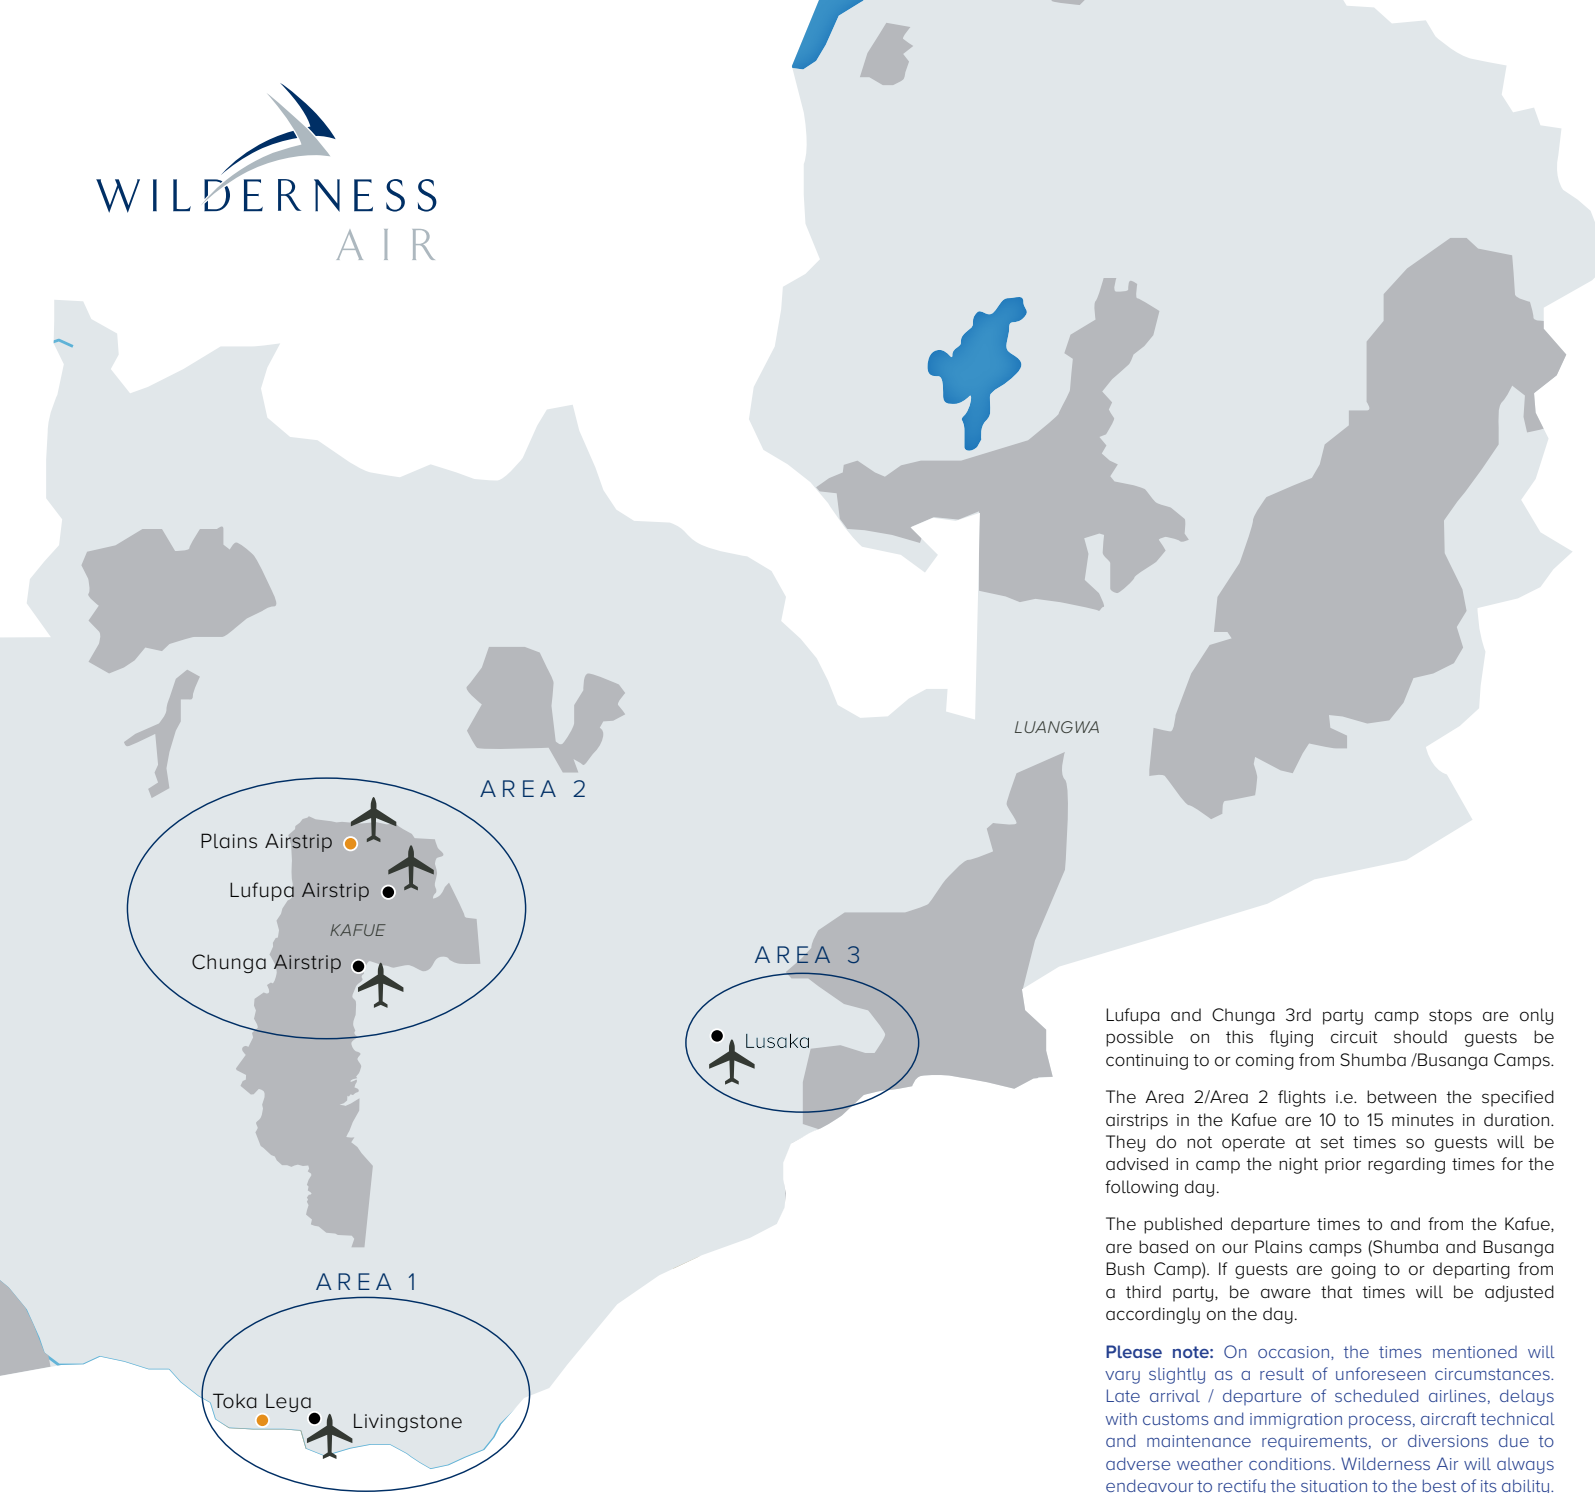 WILDERNESS
AIR
LUANGWA
AREA 2
Plains Airstrip
Lufupa Airstrip
KAFUE
Chunga Airstrip
AREA 3
Lusaka
AREA 1
Toka Leya
Livingstone
Lufupa and Chunga 3rd party camp stops are only
possible on this flying circuit should guests be
continuing to or coming from Shumba /Busanga Camps.
The Area 2/Area 2 flights i.e. between the specified
airstrips in the Kafue are 10 to 15 minutes in duration.
They do not operate at set times so guests will be
advised in camp the night prior regarding times for the
following day.
The published departure times to and from the Kafue,
are based on our Plains camps (Shumba and Busanga
Bush Camp). If guests are going to or departing from
a third party, be aware that times will be adjusted
accordingly on the day.
Please note: On occasion, the times mentioned will
vary slightly as a result of unforeseen circumstances.
Late arrival / departure of scheduled airlines, delays
with customs and immigration process, aircraft technical
and maintenance requirements, or diversions due to
adverse weather conditions. Wilderness Air will always
endeavour to rectify the situation to the best of its ability.